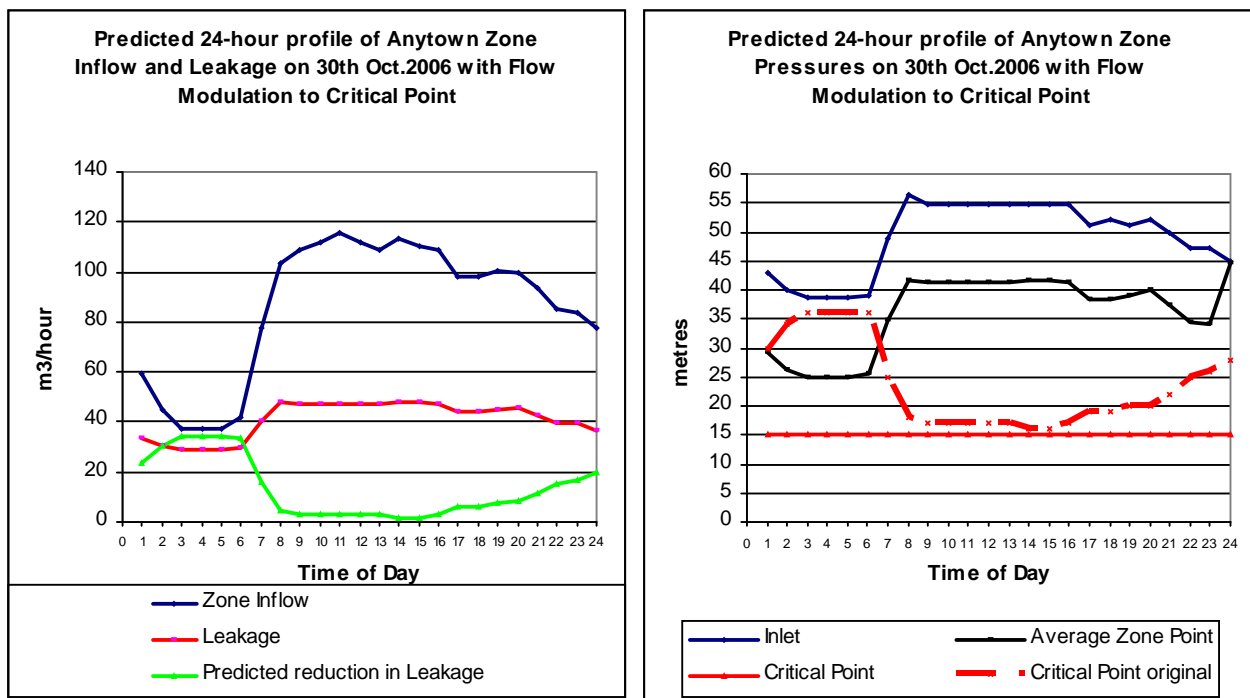 Predicted 24-hour profile of Anytown Zone
Inflow and Leakage on 30th Oct.2006 with Flow
Modulation to Critical Point
140
120
100
80
60
40
20
0
m3/hour
0 1 2 3 4 5 6 7 8 9 10 11 12 13 14 15 16 17 18 19 20 21 22 23 24
Time of Day
Zone Inflow
Leakage
Predicted reduction in Leakage
Predicted 24-hour profile of Anytown Zone
Pressures on 30th Oct.2006 with Flow
Modulation to Critical Point
60
55
50
45
40
35
30
25
20
15
10
5
0
metres
0 1 2 3 4 5 6 7 8 9 10 11 12 13 14 15 16 17 18 19 20 21 22 23 24
Time of Day
Inlet
Average Zone Point
Critical Point
Critical Point original